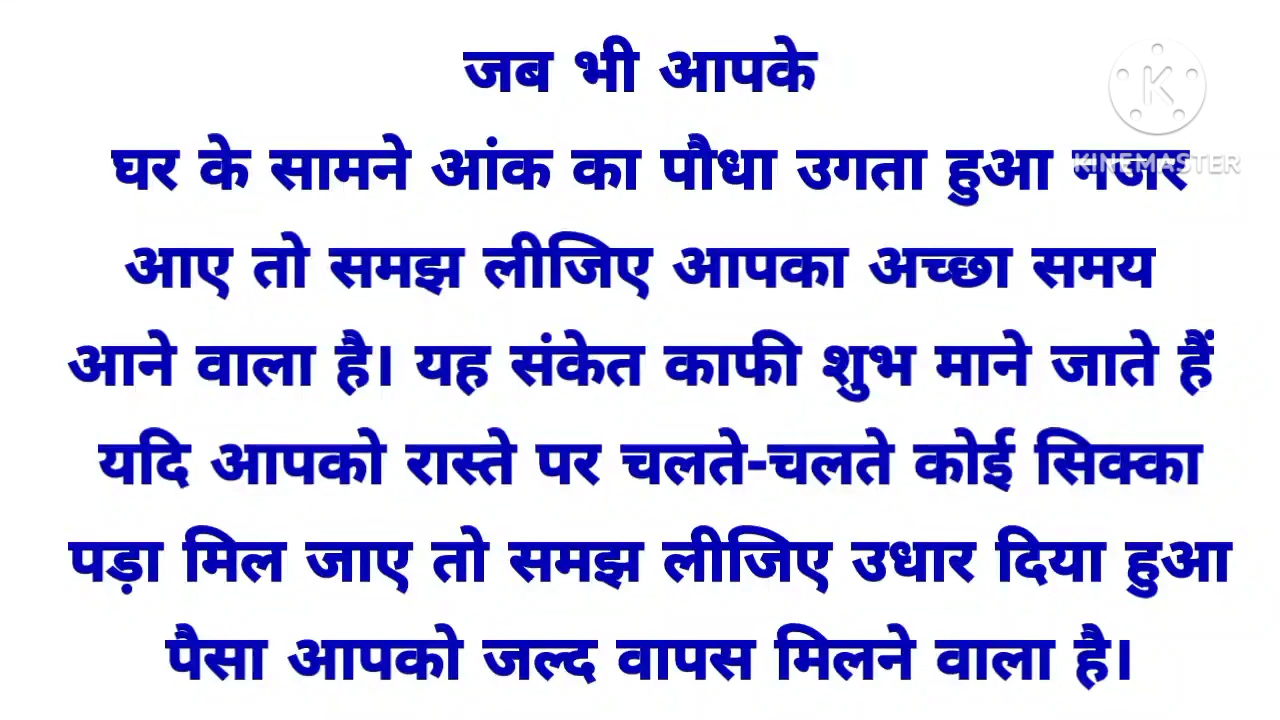 जब भी आपके
घर के सामने आंक का पौधा उगता हुआ नजर
आए तो समझ लीजिए आपका अच्छा समय
आने वाला है। यह संकेत काफी शुभ माने जाते हैं
यदि आपको रास्ते पर चलते-चलते कोई सिक्का
पड़ा मिल जाए तो समझ लीजिए उधार दिया हुआ
पैसा आपको जल्द वापस मिलने वाला है।
K
KINEMASTER